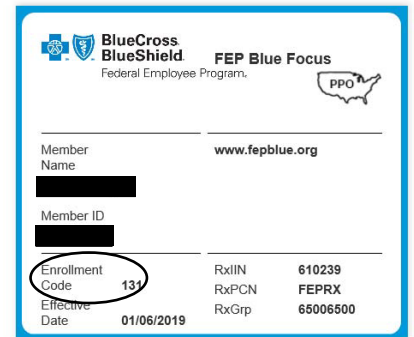 BlueCross
BlueShield
Federal Employee Program.
FEP Blue Focus
PPO
Member
Name
www.fepblue.org
Member ID
Enrollment
Code 131
Effective
Date 01/06/2019
RxIIN 610239
RxPCN FEPRX
RxGrp 65006500